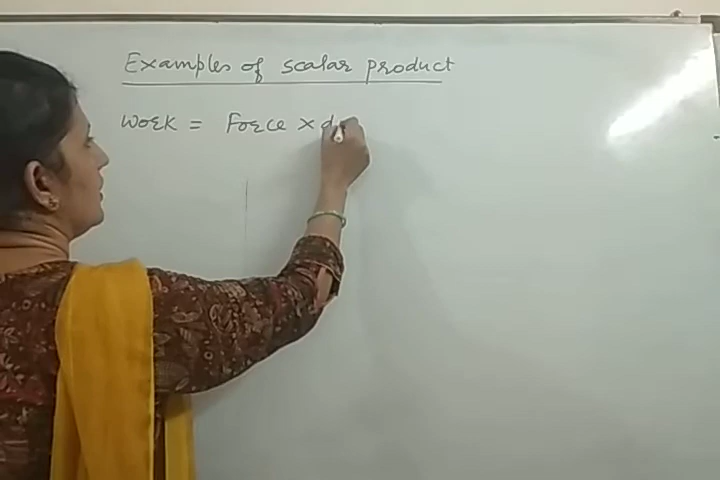 Examples of scalar product
Work = Force × d